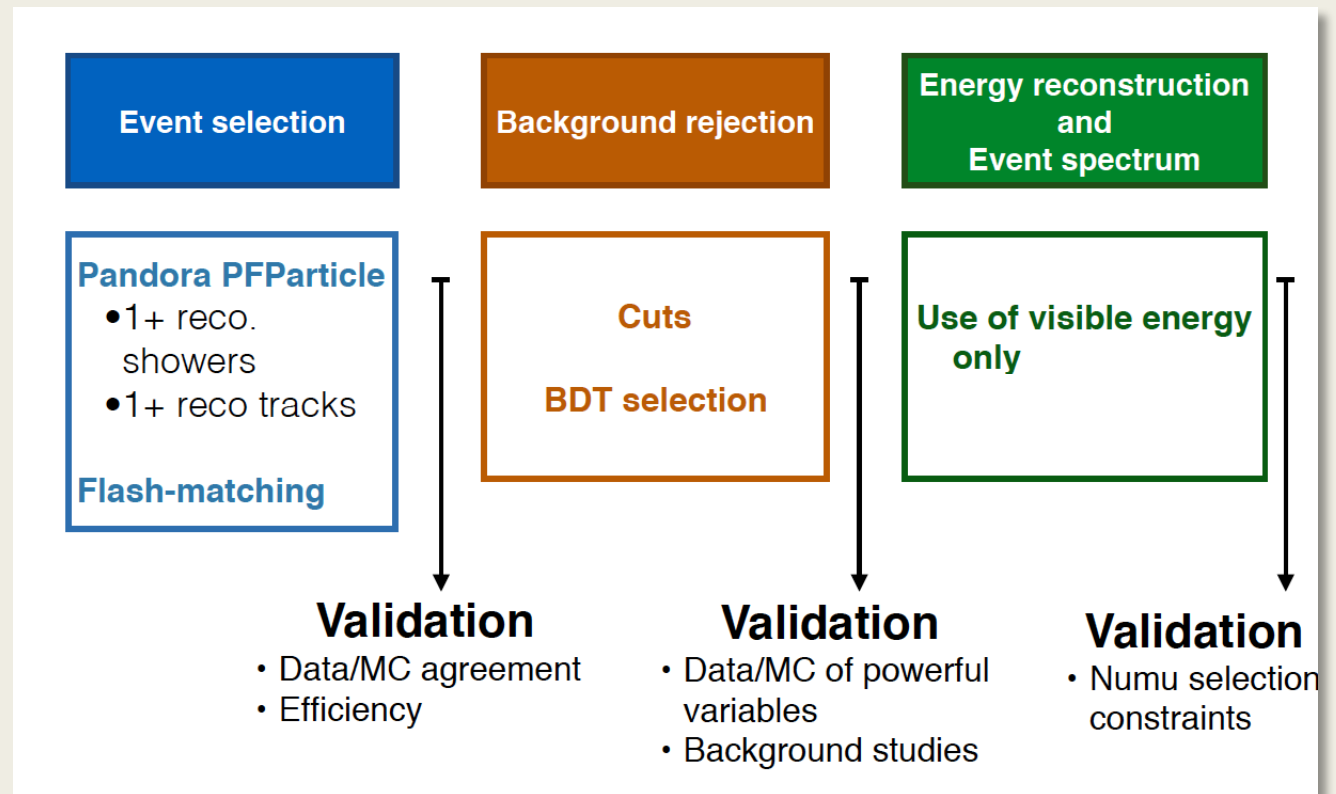 Event selection
Background rejection
Energy reconstruction
and
Event spectrum
Pandora PFParticle
•1+ reco.
showers
•1+ reco tracks
Flash-matching
Cuts
BDT selection
Use of visible energy
only
Validation
• Data/MC agreement
• Efficiency
Validation
• Data/MC of powerful
variables
• Background studies
Validation
• Numu selection
constraints